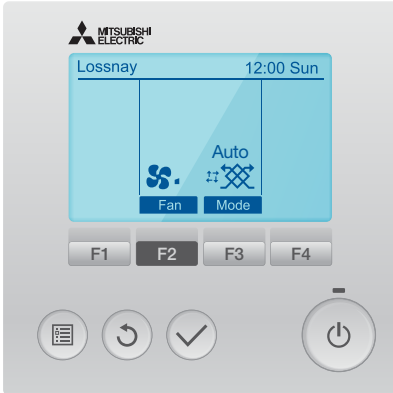 MITSUBISHI
ELECTRIC
Lossnay 12:00 Sun
Auto
Fan Mode
F1 F2 F3 F4